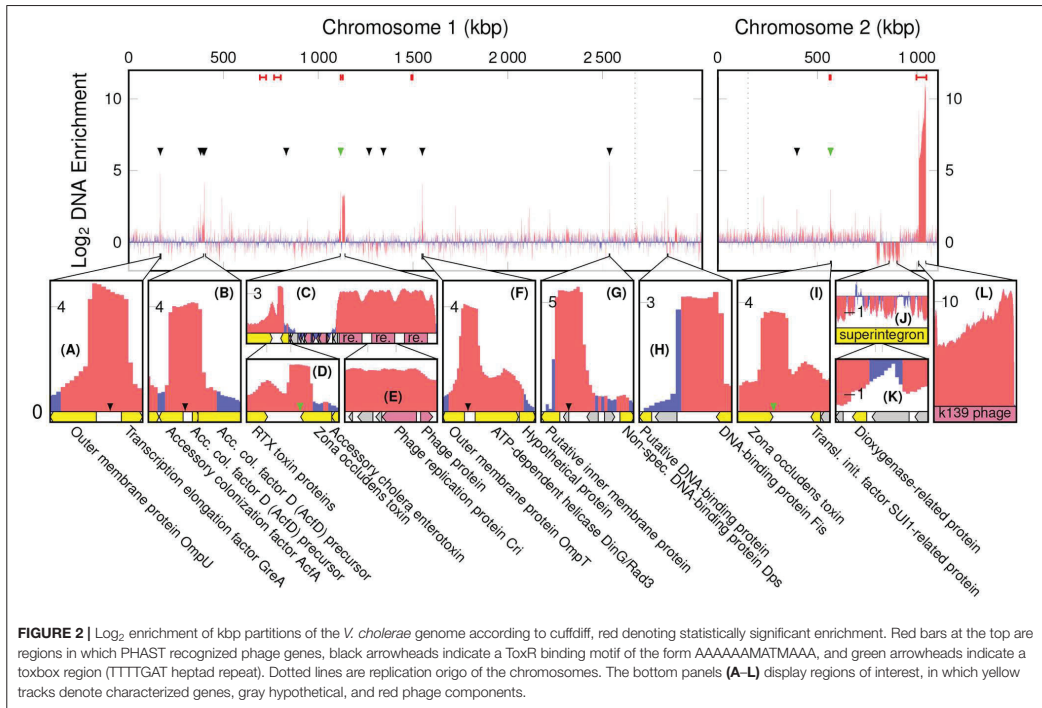 Chromosome 1 (kbp)
Chromosome 2 (kbp)
0 500 1 000 1 500 2 000 2 500
0 500 1 000
Log2 DNA Enrichment
10
5
0
10
5
0
4
(A)
0
4
(B)
3
(C)
re. re. re.
(D)
(E)
4
(F)
5
(G)
3
(H)
4
(I)
−1
(J)
superintegron
−1
(K)
10
(L)
k139 phage
Outer membrane protein OmpU
Transcription elongation factor GreA
Accessory colonization factor AcfA
Acc. col. factor D (AcfD) precursor
Acc. col. factor D (AcfD) precursor
RTX toxin proteins
Zona occludens toxin
Accessory cholera enterotoxin
Phage replication protein Cri
Phage protein
Outer membrane protein OmpT
ATP-dependent helicase DinG/Rad3
Hypothetical protein
Putative inner membrane protein
Non-spec. DNA-binding protein Dps
Putative DNA-binding protein
DNA-binding protein Fis
Zona occludens toxin
Transl. init. factor SUI1-related protein
Dioxygenase-related protein
FIGURE 2 | Log2 enrichment of kbp partitions of the V. cholerae genome according to cuffdiff, red denoting statistically significant enrichment. Red bars at the top are
regions in which PHAST recognized phage genes, black arrowheads indicate a ToxR binding motif of the form AAAAAAMATMAAA, and green arrowheads indicate a
toxbox region (TTTTGAT heptad repeat). Dotted lines are replication origo of the chromosomes. The bottom panels (A–L) display regions of interest, in which yellow
tracks denote characterized genes, gray hypothetical, and red phage components.